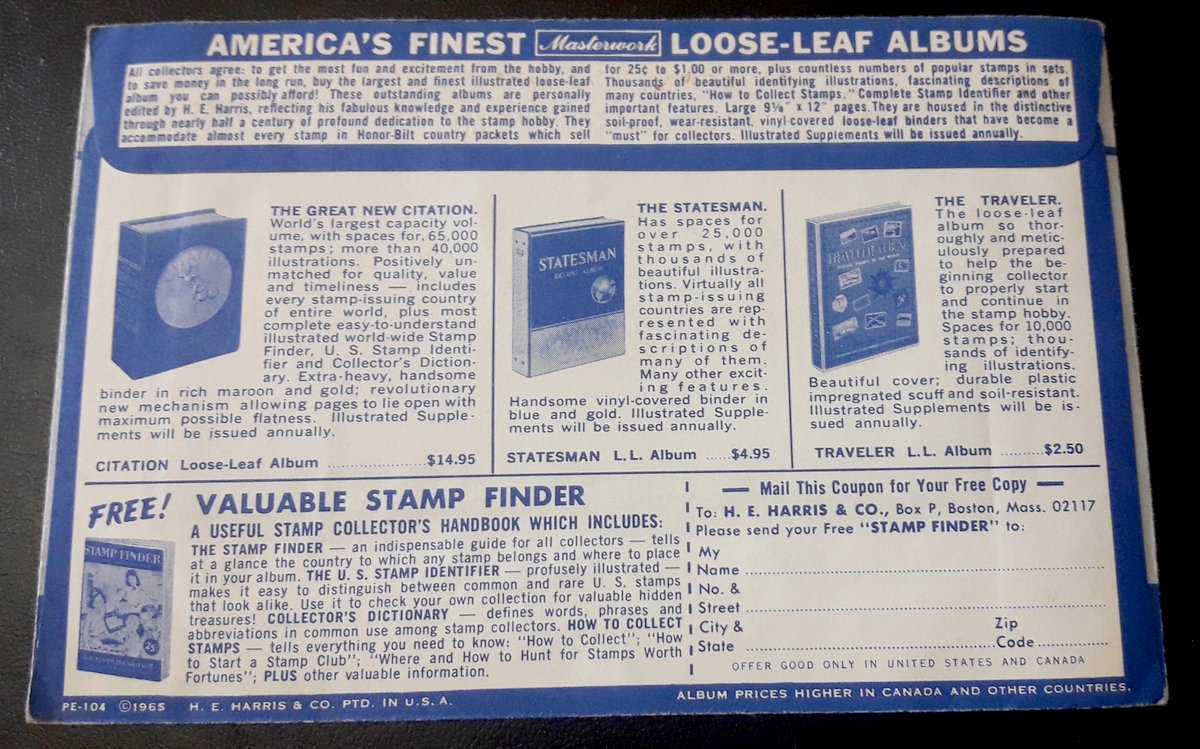 AMERICA'S FINEST Masterwork LOOSE-LEAF ALBUMS
All collectors agree: to get the most fun and excitement from the hobby, and
to save money in the long run, buy the largest and finest illustrated loose-leaf
album you can possibly afford! These outstanding albums are personally
edited by H. E. Harris, reflecting his fabulous knowledge and experience gained
through nearly half a century of profound dedication to the stamp hobby. They
accommodate almost every stamp in Honor-Bilt country packets which sell
for 25¢ to $1.00 or more, plus countless numbers of popular stamps in sets.
Thousands of beautiful identifying illustrations, fascinating descriptions of
many countries, "How to Collect Stamps," Complete Stamp Identifier and other
important features. Large 9⅛" x 12" pages. They are housed in the distinctive
soil-proof, wear-resistant, vinyl-covered loose-leaf binders that have become a
"must" for collectors. Illustrated Supplements will be issued annually.
THE GREAT NEW CITATION.
World's largest capacity vol-
ume, with spaces for 65,000
stamps; more than 40,000
illustrations. Positively un-
matched for quality, value
and timeliness — includes
every stamp-issuing country
of entire world, plus most
complete easy-to-understand
illustrated world-wide Stamp
Finder, U. S. Stamp Identi-
fier and Collector's Diction-
ary. Extra-heavy, handsome
binder in rich maroon and gold; revolutionary
new mechanism allowing pages to lie open with
maximum possible flatness. Illustrated Supple-
ments will be issued annually.
CITATION Loose-Leaf Album ..............................$14.95
STATESMAN
DELUXE ALBUM
THE STATESMAN.
Has spaces for
over 25,000
stamps, with
thousands of
beautiful illustra-
tions. Virtually all
stamp-issuing
countries are rep-
resented with
fascinating de-
scriptions of
many of them.
Many other excit-
ing features.
Handsome vinyl-covered binder in
blue and gold. Illustrated Supple-
ments will be issued annually.
STATESMAN L.L. Album ......$4.95
TRAVELER ALBUM
THE TRAVELER.
The loose-leaf
album so thor-
oughly and metic-
ulously prepared
to help the be-
ginning collector
to properly start
and continue in
the stamp hobby.
Spaces for 10,000
stamps; thou-
sands of identify-
ing illustrations.
Beautiful cover; durable plastic
impregnated scuff and soil-resistant.
Illustrated Supplements will be is-
sued annually.
TRAVELER L.L. Album ..........$2.50
FREE! VALUABLE STAMP FINDER
STAMP FINDER
25¢
A USEFUL STAMP COLLECTOR'S HANDBOOK WHICH INCLUDES:
THE STAMP FINDER — an indispensable guide for all collectors — tells
at a glance the country to which any stamp belongs and where to place
it in your album. THE U. S. STAMP IDENTIFIER — profusely illustrated —
makes it easy to distinguish between common and rare U. S. stamps
that look alike. Use it to check your own collection for valuable hidden
treasures! COLLECTOR'S DICTIONARY — defines words, phrases and
abbreviations in common use among stamp collectors. HOW TO COLLECT
STAMPS — tells everything you need to know: "How to Collect"; "How
to Start a Stamp Club"; "Where and How to Hunt for Stamps Worth
Fortunes"; PLUS other valuable information.
— Mail This Coupon for Your Free Copy —
To: H. E. HARRIS & CO., Box P, Boston, Mass. 02117
Please send your Free "STAMP FINDER" to:
My
Name
No. &
Street
City & Zip
State Code
OFFER GOOD ONLY IN UNITED STATES AND CANADA
PE-104 ©1965 H. E. HARRIS & CO. PTD. IN U. S. A.
ALBUM PRICES HIGHER IN CANADA AND OTHER COUNTRIES.